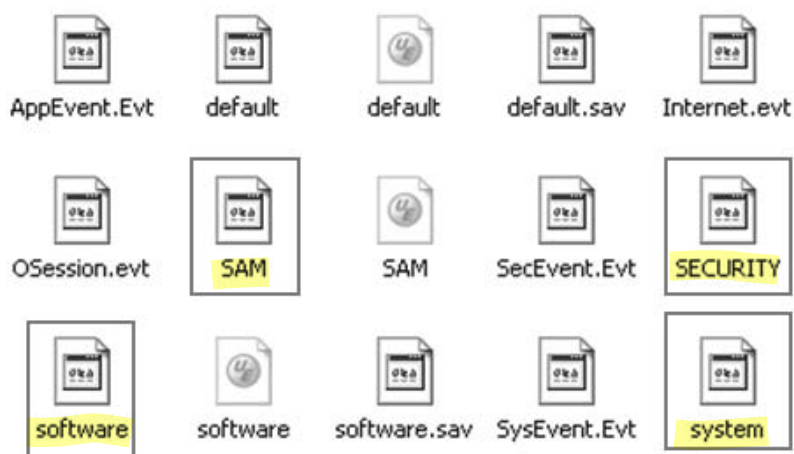 AppEvent.Evt default default default.sav Internet.evt
OSession.evt SAM SAM SecEvent.Evt SECURITY
software software software.sav SysEvent.Evt system